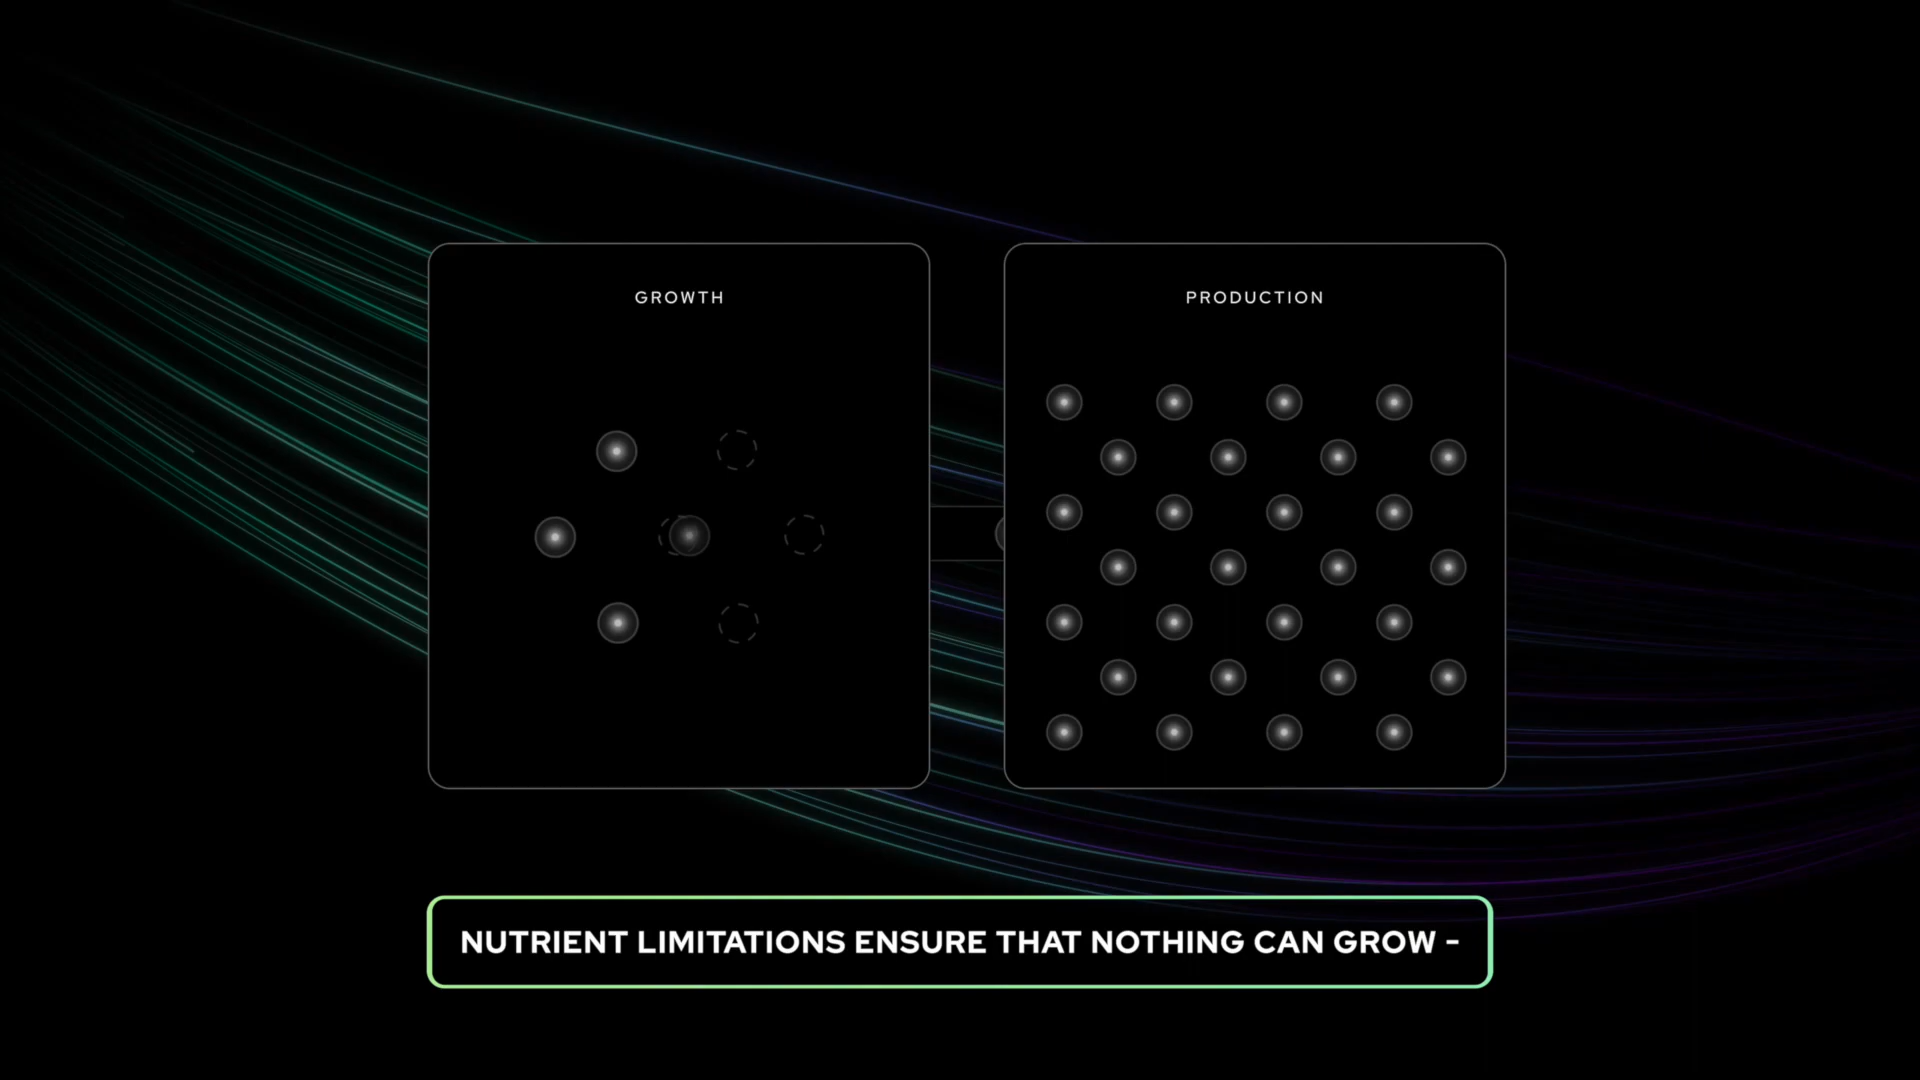 GROWTH
PRODUCTION
NUTRIENT LIMITATIONS ENSURE THAT NOTHING CAN GROW -